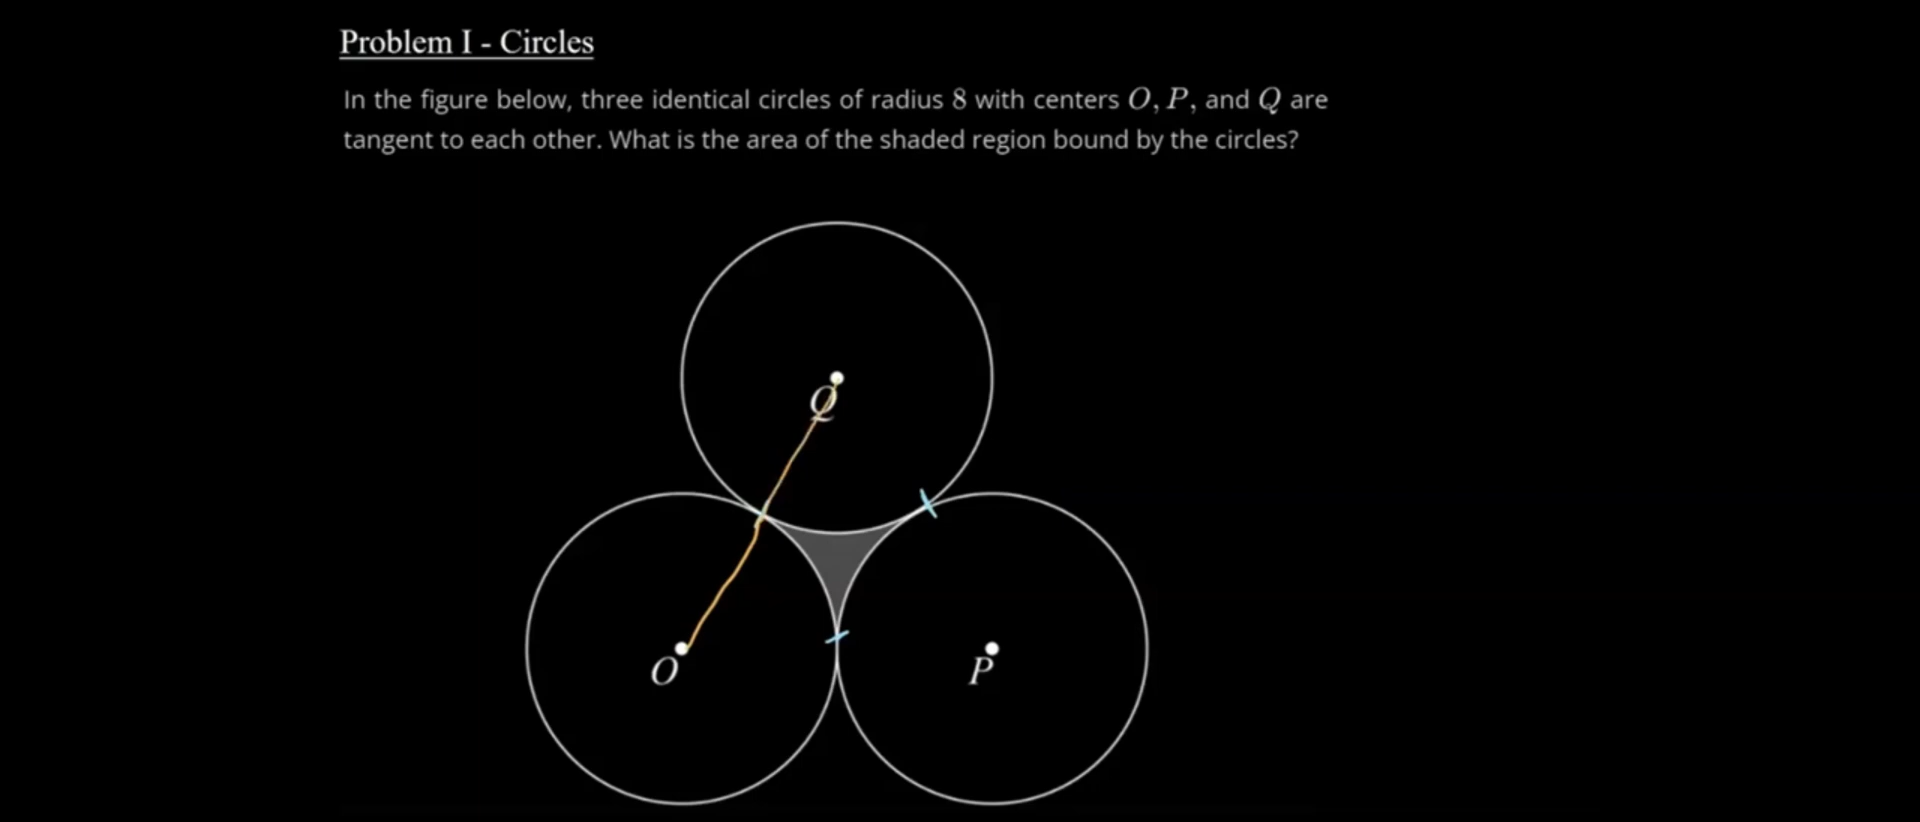 Problem I - Circles
In the figure below, three identical circles of radius 8 with centers O, P, and Q are
tangent to each other. What is the area of the shaded region bound by the circles?
Q
O
P